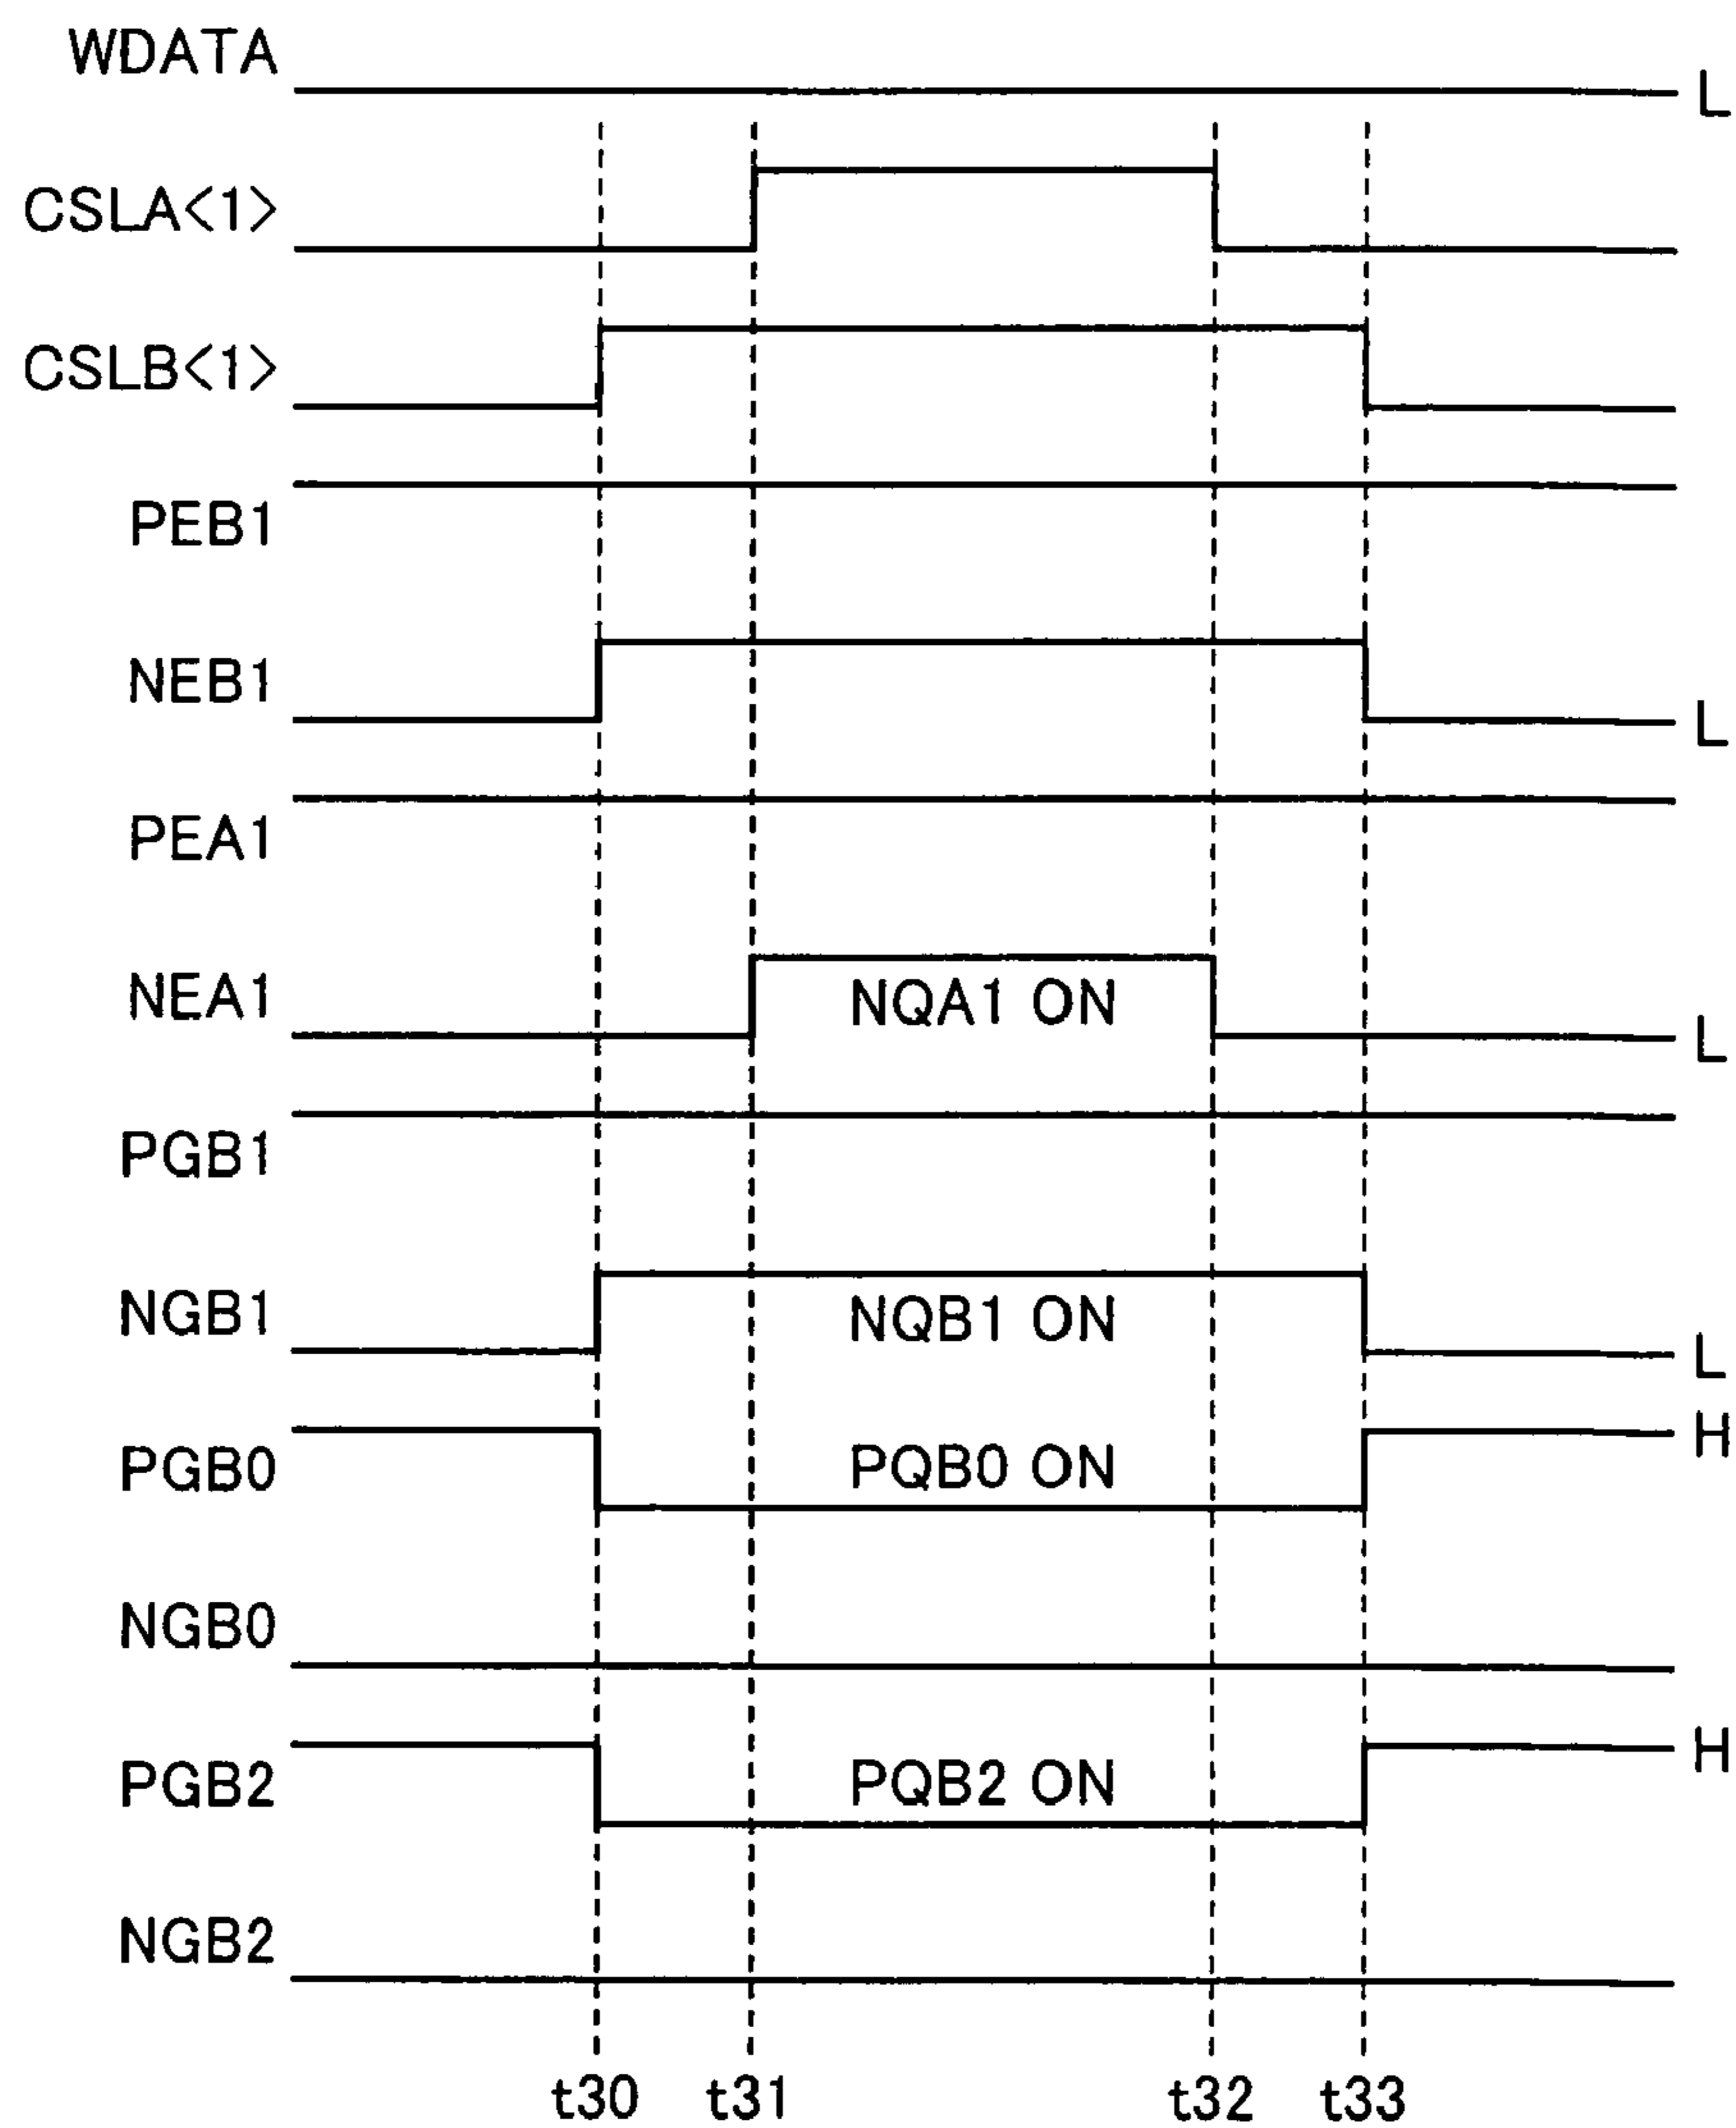 WDATA
L
CSLA<1>
CSLB<1>
PEB1
NEB1
L
PEA1
NEA1
NQA1 ON
L
PGB1
NGB1
NQB1 ON
L
PGB0
PQB0 ON
H
NGB0
PGB2
PQB2 ON
H
NGB2
t30 t31 t32 t33